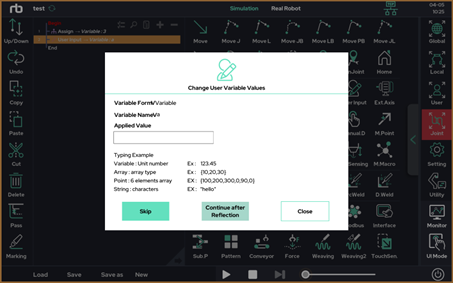 rb test Simulation Real Robot 04-05
10:25
Assign → Variable : 3
End
Up/Down
Undo
Copy
Paste
Cut
Delete
Parsing
Marking
Move Move J Move L Move JB Move LB Move PB Move JL
Global
Home
Local
Ext.Axis
User
M.Point
Joint
M.Macro
Setting
D.Weld
Utility
Interface
Monitor
Sub P Pattern Conveyor Force Weaving Weaving2 TouchSen.
UI Mode
Change User Variable Values
Variable Form Variable
Variable Name
Applied Value
Typing Example
Variable : Unit number Ex : 123.45
Array : array type Ex : {10,20,30}
Point : 6 elements array Ex : {100,200,300,0,90,0}
String : characters EX : "hello"
Skip
Continue after
Reflection
Close
Load Save Save as New